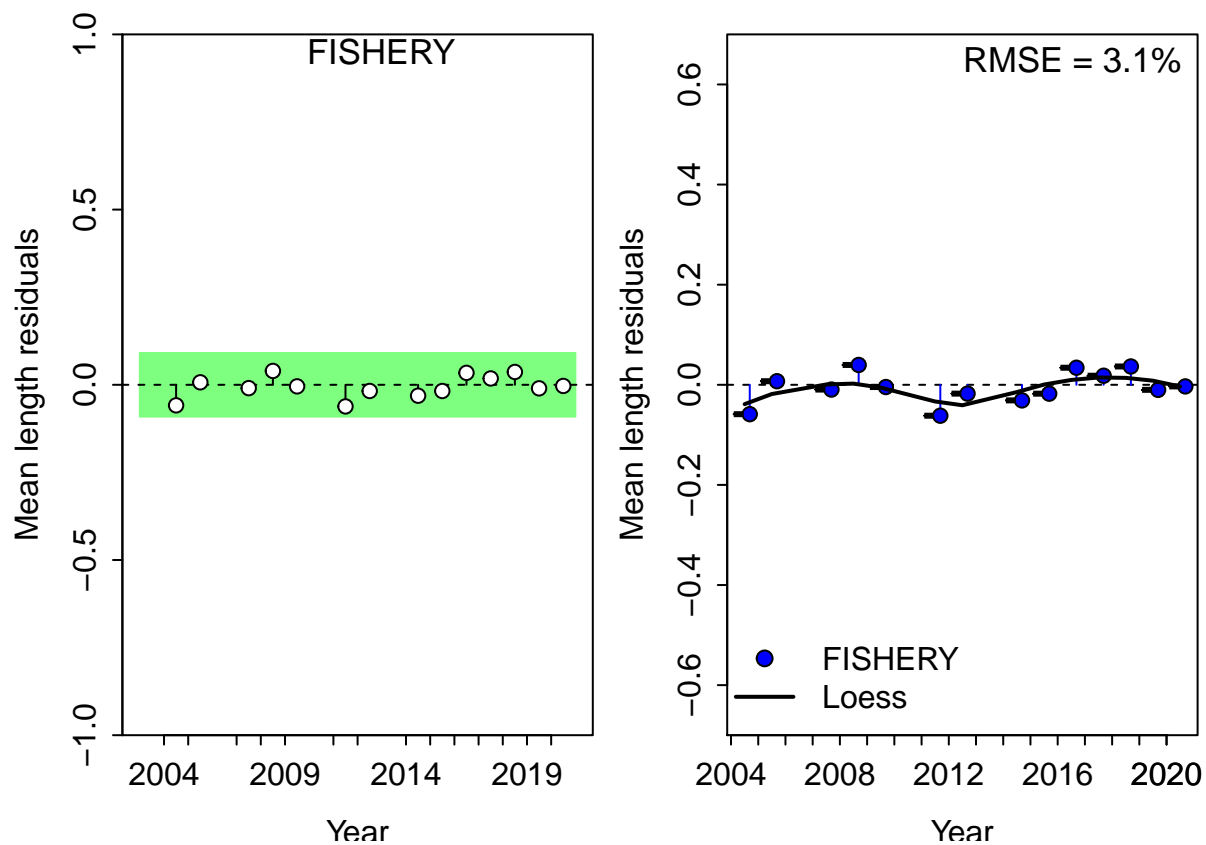 FISHERY
Mean length residuals
1.0
0.5
0.0
−0.5
−1.0
2004 2009 2014 2019
Year
RMSE = 3.1%
Mean length residuals
0.6
0.4
0.2
0.0
−0.2
−0.4
−0.6
FISHERY
Loess
2004 2008 2012 2016 2020
Year